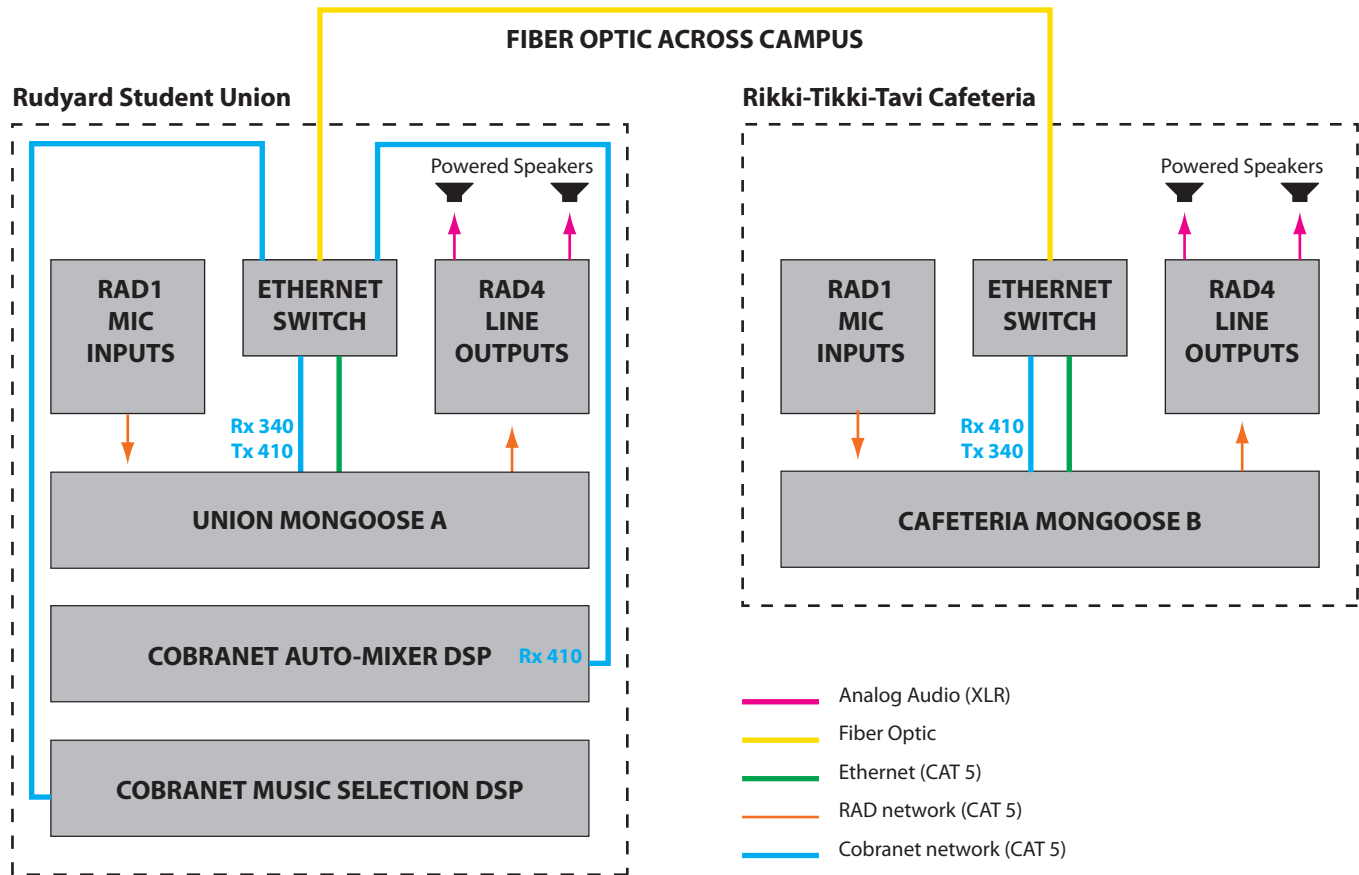 FIBER OPTIC ACROSS CAMPUS
Rudyard Student Union
Powered Speakers
RAD1
MIC
INPUTS
ETHERNET
SWITCH
RAD4
LINE
OUTPUTS
Rx 340
Tx 410
UNION MONGOOSE A
COBRANET AUTO-MIXER DSP
Rx 410
COBRANET MUSIC SELECTION DSP
Rikki-Tikki-Tavi Cafeteria
Powered Speakers
RAD1
MIC
INPUTS
ETHERNET
SWITCH
RAD4
LINE
OUTPUTS
Rx 410
Tx 340
CAFETERIA MONGOOSE B
Analog Audio (XLR)
Fiber Optic
Ethernet (CAT 5)
RAD network (CAT 5)
Cobranet network (CAT 5)